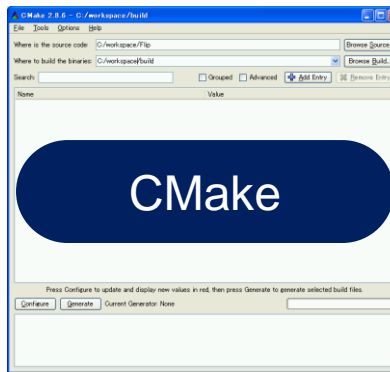 CMake 2.8.6 - C:/workspace/build
File Tools Options Help
Where is the source code: C:/workspace/Flip Browse Source
Where to build the binaries: C:/workspace/build Browse Build...
Search: Grouped Advanced Add Entry Remove Entry
Name Value
CMake
Press Configure to update and display new values in red, then press Generate to generate selected build files.
Configure Generate Current Generator: None